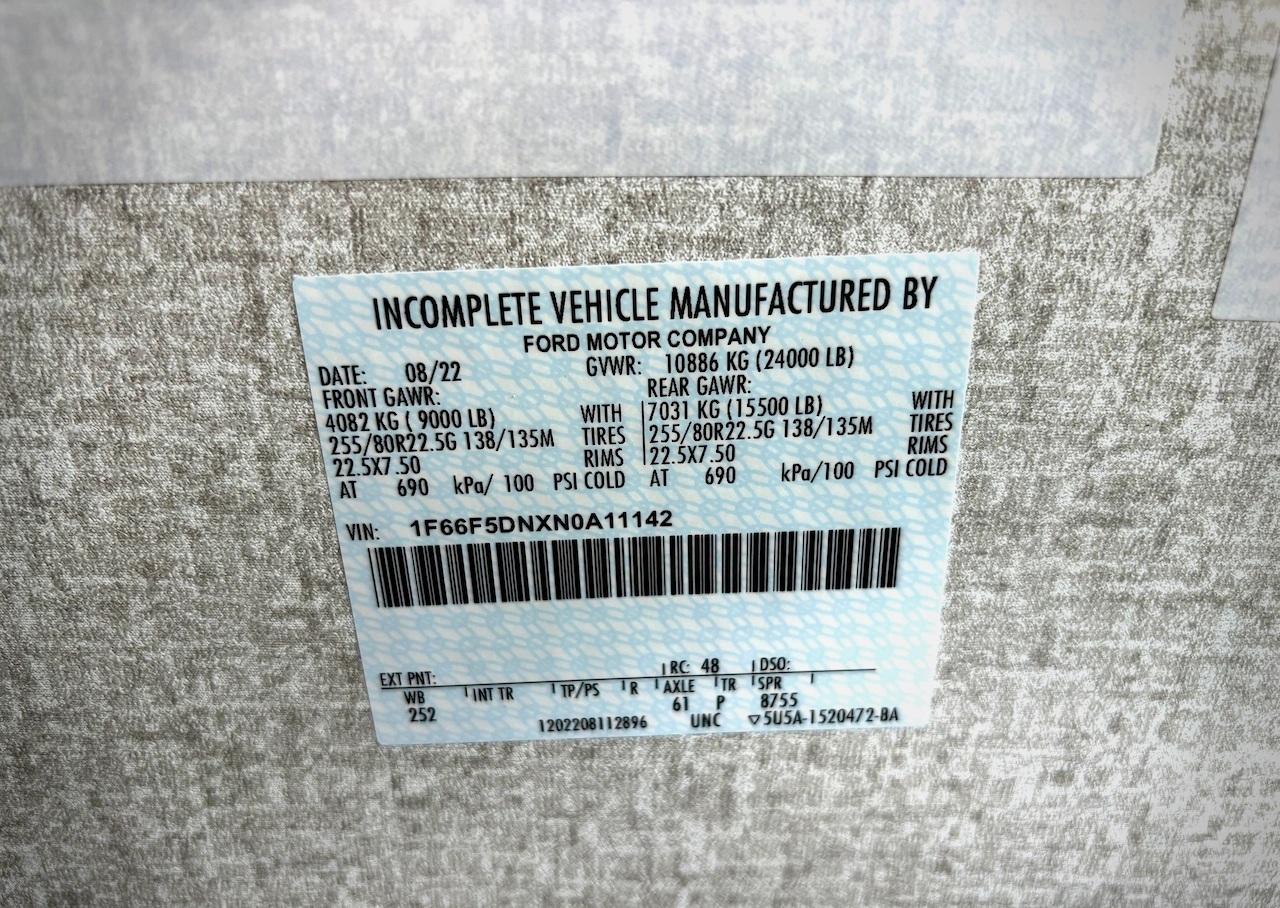 INCOMPLETE VEHICLE MANUFACTURED BY
FORD MOTOR COMPANY
DATE: 08/22 GVWR: 10886 KG (24000 LB)
FRONT GAWR: REAR GAWR:
4082 KG ( 9000 LB) WITH 7031 KG (15500 LB) WITH
255/80R22.5G 138/135M TIRES 255/80R22.5G 138/135M TIRES
22.5X7.50 RIMS 22.5X7.50 RIMS
AT 690 kPa/ 100 PSI COLD AT 690 kPa/100 PSI COLD
VIN: 1F66F5DNXN0A11142
EXT PNT: RC: 48 DSO:
WB INT TR TP/PS R AXLE TR SPR
252 61 P 8755
1202208112896 UNC ▽5U5A-1520472-BA